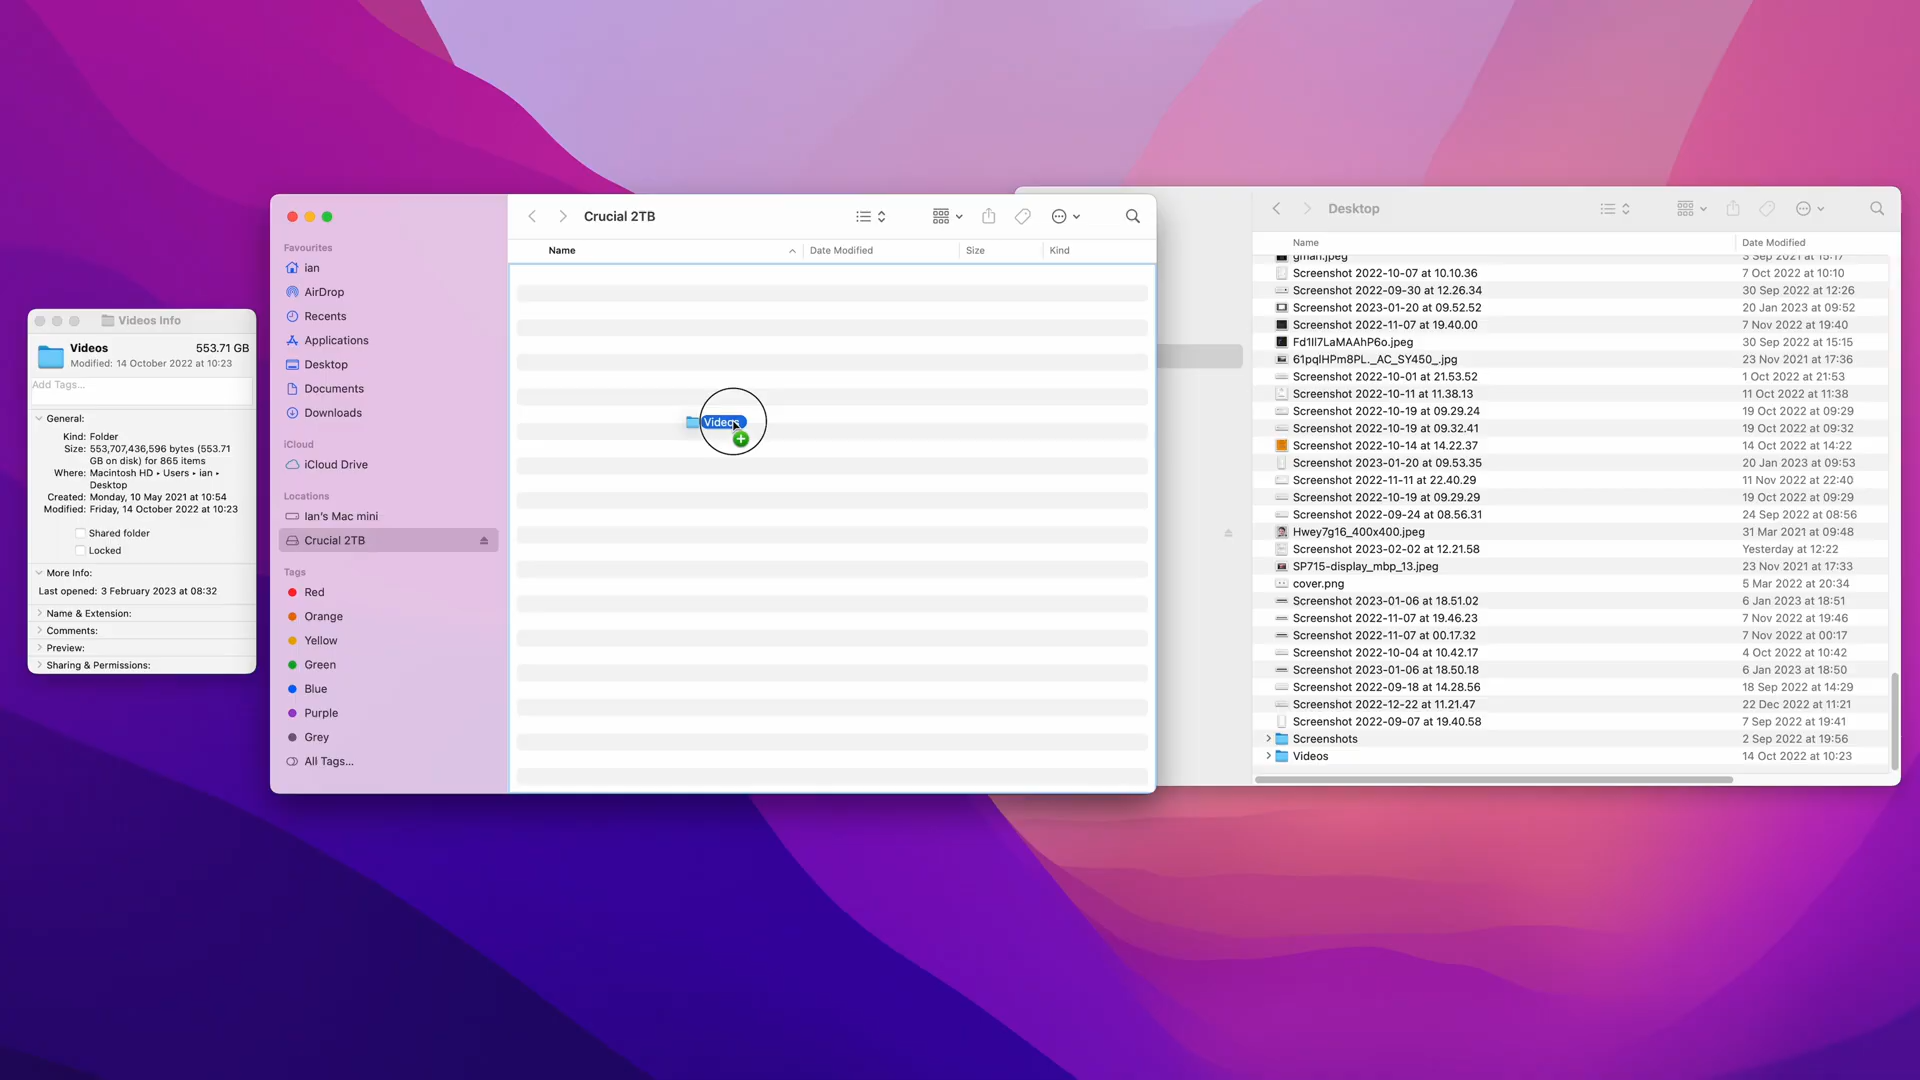 Videos Info
Videos
553.71 GB
Modified: 14 October 2022 at 10:23
Add Tags...
General:
Kind: Folder
Size: 553,707,436,596 bytes (553.71
GB on disk) for 865 items
Where: Macintosh HD ▸ Users ▸ ian ▸
Desktop
Created: Monday, 10 May 2021 at 10:54
Modified: Friday, 14 October 2022 at 10:23
Shared folder
Locked
More Info:
Last opened: 3 February 2023 at 08:32
Name & Extension:
Comments:
Preview:
Sharing & Permissions:
Favourites
ian
AirDrop
Recents
Applications
Desktop
Documents
Downloads
iCloud
iCloud Drive
Locations
Ian's Mac mini
Crucial 2TB
Tags
Red
Orange
Yellow
Green
Blue
Purple
Grey
All Tags...
Crucial 2TB
Name Date Modified Size Kind
Videos
Desktop
Name Date Modified
gman.jpeg 3 Sep 2021 at 15:17
Screenshot 2022-10-07 at 10.10.36 7 Oct 2022 at 10:10
Screenshot 2022-09-30 at 12.26.34 30 Sep 2022 at 12:26
Screenshot 2023-01-20 at 09.52.52 20 Jan 2023 at 09:52
Screenshot 2022-11-07 at 19.40.00 7 Nov 2022 at 19:40
Fd1Il7LaMAAhP6o.jpeg 30 Sep 2022 at 15:15
61pqIHPm8PL._AC_SY450_.jpg 23 Nov 2021 at 17:36
Screenshot 2022-10-01 at 21.53.52 1 Oct 2022 at 21:53
Screenshot 2022-10-11 at 11.38.13 11 Oct 2022 at 11:38
Screenshot 2022-10-19 at 09.29.24 19 Oct 2022 at 09:29
Screenshot 2022-10-19 at 09.32.41 19 Oct 2022 at 09:32
Screenshot 2022-10-14 at 14.22.37 14 Oct 2022 at 14:22
Screenshot 2023-01-20 at 09.53.35 20 Jan 2023 at 09:53
Screenshot 2022-11-11 at 22.40.29 11 Nov 2022 at 22:40
Screenshot 2022-10-19 at 09.29.29 19 Oct 2022 at 09:29
Screenshot 2022-09-24 at 08.56.31 24 Sep 2022 at 08:56
Hwey7g16_400x400.jpeg 31 Mar 2021 at 09:48
Screenshot 2023-02-02 at 12.21.58 Yesterday at 12:22
SP715-display_mbp_13.jpeg 23 Nov 2021 at 17:33
cover.png 5 Mar 2022 at 20:34
Screenshot 2023-01-06 at 18.51.02 6 Jan 2023 at 18:51
Screenshot 2022-11-07 at 19.46.23 7 Nov 2022 at 19:46
Screenshot 2022-11-07 at 00.17.32 7 Nov 2022 at 00:17
Screenshot 2022-10-04 at 10.42.17 4 Oct 2022 at 10:42
Screenshot 2023-01-06 at 18.50.18 6 Jan 2023 at 18:50
Screenshot 2022-09-18 at 14.28.56 18 Sep 2022 at 14:29
Screenshot 2022-12-22 at 11.21.47 22 Dec 2022 at 11:21
Screenshot 2022-09-07 at 19.40.58 7 Sep 2022 at 19:41
Screenshots 2 Sep 2022 at 19:56
Videos 14 Oct 2022 at 10:23